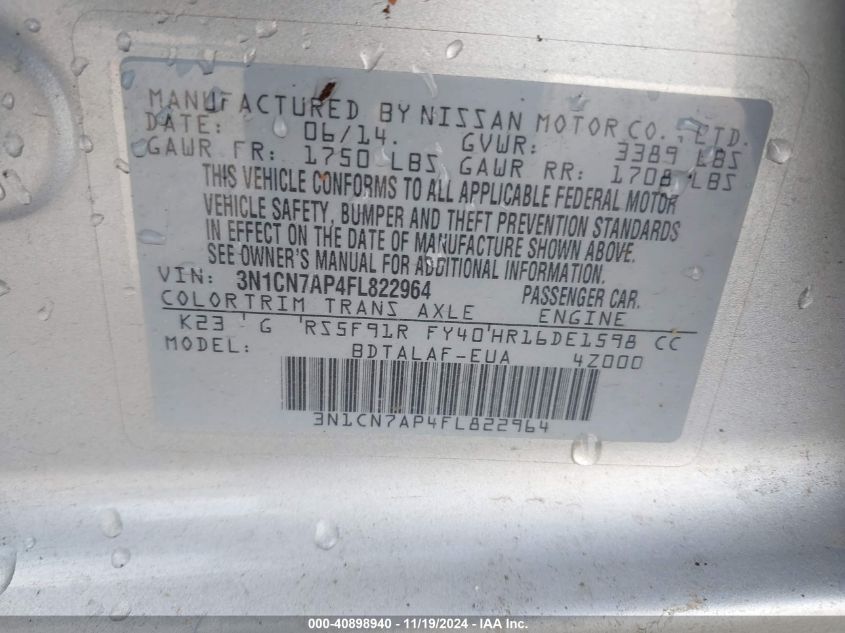 MANUFACTURED BY NISSAN MOTOR CO., LTD.
DATE: 06/14. GVWR: 3389 LBS
GAWR FR: 1750 LBS GAWR RR: 1708 LBS
THIS VEHICLE CONFORMS TO ALL APPLICABLE FEDERAL MOTOR
VEHICLE SAFETY, BUMPER AND THEFT PREVENTION STANDARDS
IN EFFECT ON THE DATE OF MANUFACTURE SHOWN ABOVE.
SEE OWNER'S MANUAL FOR ADDITIONAL INFORMATION.
VIN: 3N1CN7AP4FL822964 PASSENGER CAR.
COLOR TRIM TRANS AXLE ENGINE
K23 G RS5F91R FY40 HR16DE1598 CC
MODEL: BDTALAF-EUA 4Z000
3N1CN7AP4FL822964
000-40898940 - 11/19/2024 - IAA Inc.